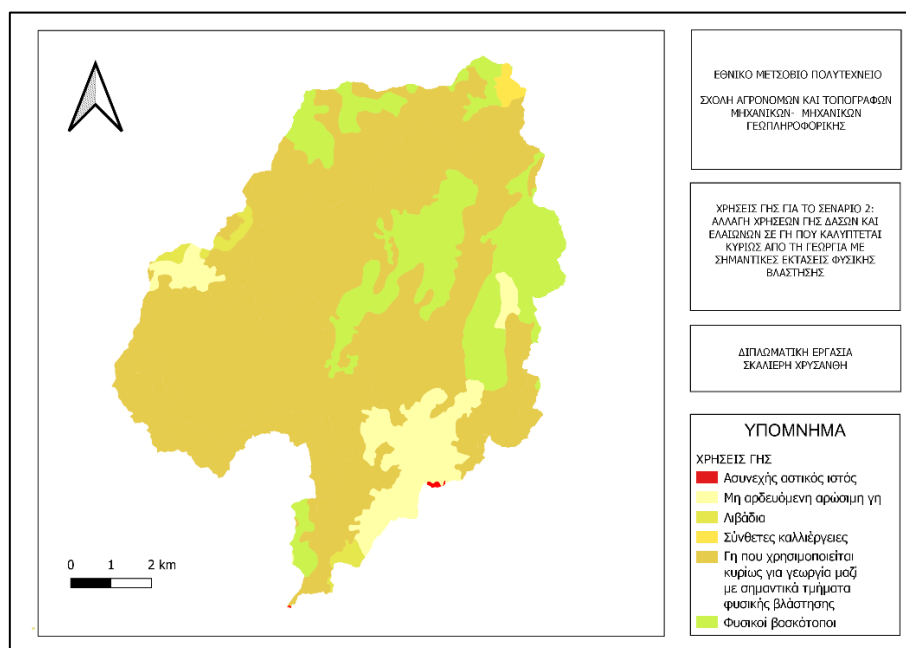 ΕΘΝΙΚΟ ΜΕΤΣΟΒΙΟ ΠΟΛΥΤΕΧΝΕΙΟ
ΣΧΟΛΗ ΑΓΡΟΝΟΜΩΝ ΚΑΙ ΤΟΠΟΓΡΑΦΩΝ
ΜΗΧΑΝΙΚΩΝ- ΜΗΧΑΝΙΚΩΝ
ΓΕΩΠΛΗΡΟΦΟΡΙΚΗΣ
ΧΡΗΣΕΙΣ ΓΗΣ ΓΙΑ ΤΟ ΣΕΝΑΡΙΟ 2:
ΑΛΛΑΓΗ ΧΡΗΣΕΩΝ ΓΗΣ ΔΑΣΩΝ ΚΑΙ
ΕΛΑΙΩΝΩΝ ΣΕ ΓΗ ΠΟΥ ΚΑΛΥΠΤΕΤΑΙ
ΚΥΡΙΩΣ ΑΠΟ ΤΗ ΓΕΩΡΓΙΑ ΜΕ
ΣΗΜΑΝΤΙΚΕΣ ΕΚΤΑΣΕΙΣ ΦΥΣΙΚΗΣ
ΒΛΑΣΤΗΣΗΣ
ΔΙΠΛΩΜΑΤΙΚΗ ΕΡΓΑΣΙΑ
ΣΚΑΛΙΕΡΗ ΧΡΥΣΑΝΘΗ
ΥΠΟΜΝΗΜΑ
ΧΡΗΣΕΙΣ ΓΗΣ
Ασυνεχής αστικός ιστός
Μη αρδευόμενη αρώσιμη γη
Λιβάδια
Σύνθετες καλλιέργειες
Γη που χρησιμοποιείται
κυρίως για γεωργία μαζί
με σημαντικά τμήματα
φυσικής βλάστησης
Φυσικοί βοσκότοποι
0 1 2 km